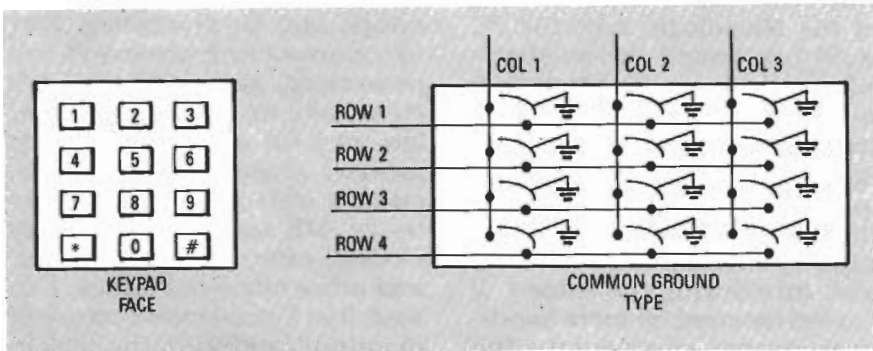 COL 1 COL 2 COL 3
1 2 3
ROW 1
4 5 6
ROW 2
7 8 9
ROW 3
* 0 #
ROW 4
KEYPAD
FACE
COMMON GROUND
TYPE